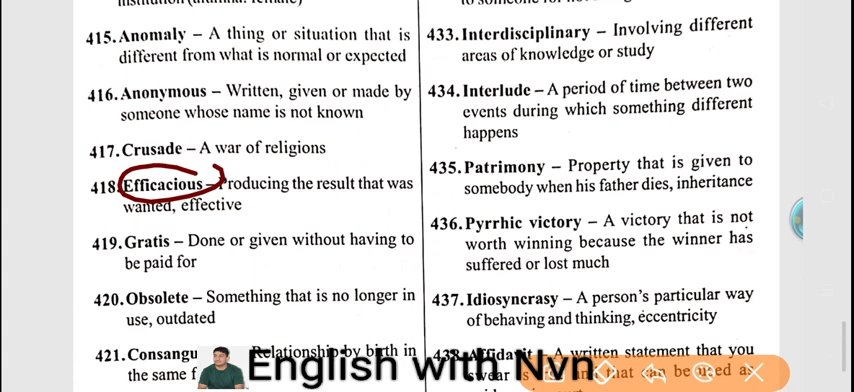 415. Anomaly – A thing or situation that is
different from what is normal or expected
416. Anonymous – Written, given or made by
someone whose name is not known
417. Crusade – A war of religions
418. Efficacious – Producing the result that was
wanted, effective
419. Gratis – Done or given without having to
be paid for
420. Obsolete – Something that is no longer in
use, outdated
421. Consangu Relationship by birth in
the same f
433. Interdisciplinary – Involving different
areas of knowledge or study
434. Interlude – A period of time between two
events during which something different
happens
435. Patrimony – Property that is given to
somebody when his father dies, inheritance
436. Pyrrhic victory – A victory that is not
worth winning because the winner has
suffered or lost much
437. Idiosyncrasy – A person's particular way
of behaving and thinking, eccentricity
438. Affidavit – A written statement that you
swear is that can be used as
English with Nvn